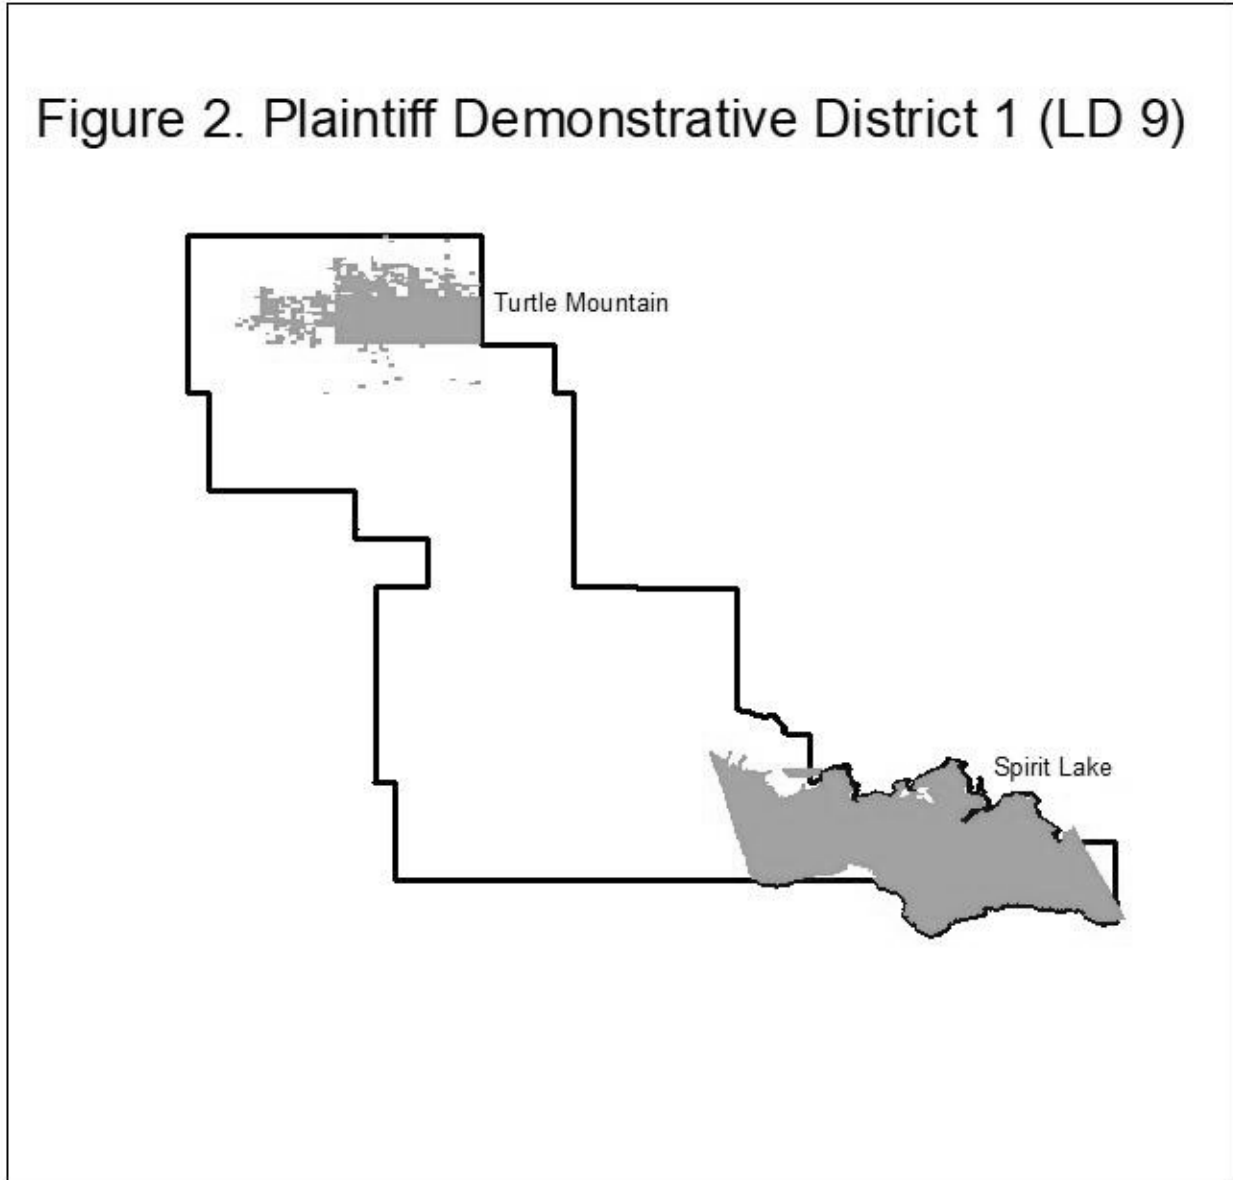 Figure 2. Plaintiff Demonstrative District 1 (LD 9)
Turtle Mountain
Spirit Lake